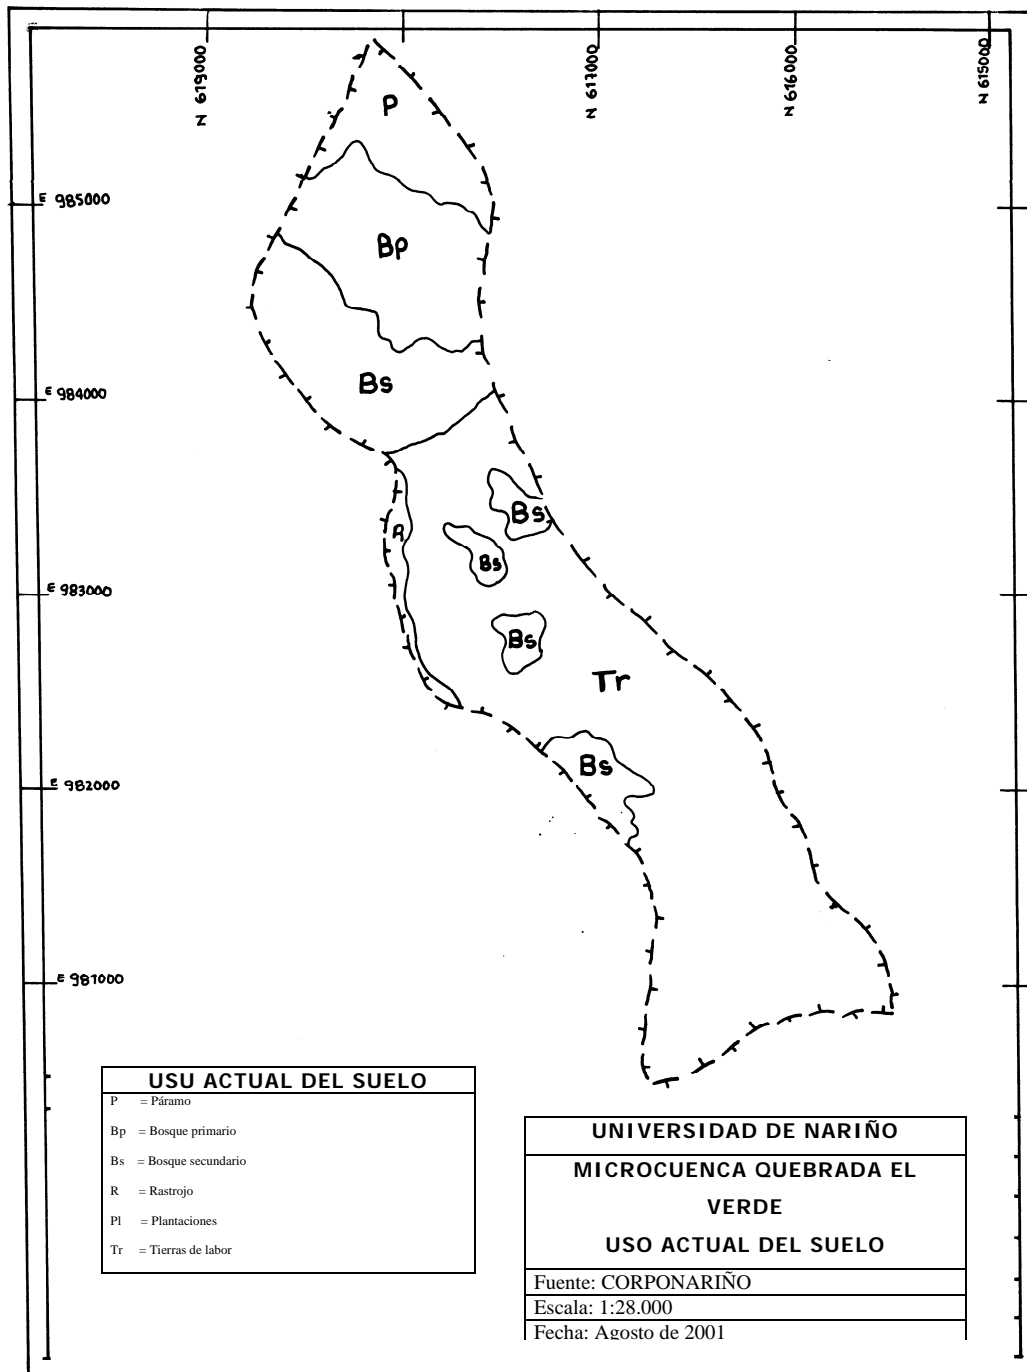 N 619000
N 617000
N 616000
N 615000
P
E 985000
Bp
Bs
E 984000
Bs
R
Bs
E 983000
Bs
Tr
Bs
E 982000
E 981000
USU ACTUAL DEL SUELO
P = Páramo
Bp = Bosque primario
Bs = Bosque secundario
R = Rastrojo
Pl = Plantaciones
Tr = Tierras de labor
UNIVERSIDAD DE NARIÑO
MICROCUENCA QUEBRADA EL
VERDE
USO ACTUAL DEL SUELO
Fuente: CORPONARIÑO
Escala: 1:28.000
Fecha: Agosto de 2001